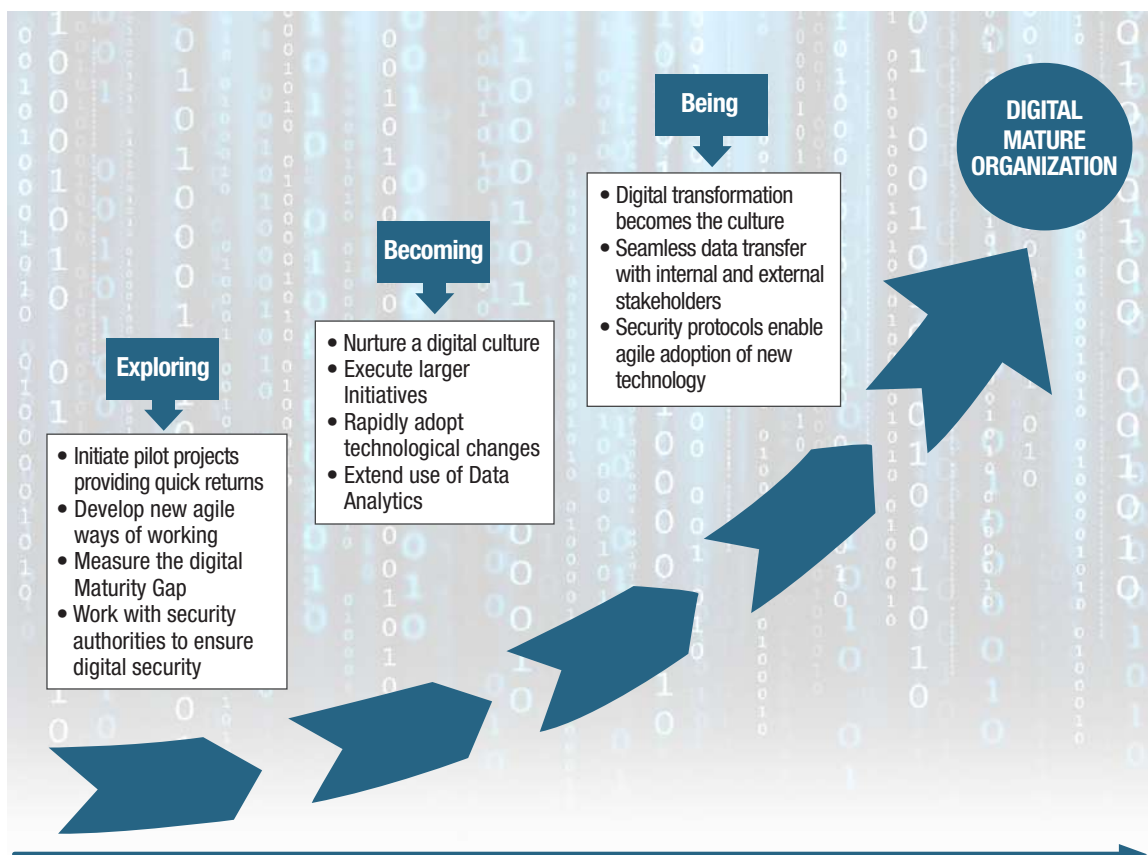 Exploring
• Initiate pilot projects
providing quick returns
• Develop new agile
ways of working
• Measure the digital
Maturity Gap
• Work with security
authorities to ensure
digital security
Becoming
• Nurture a digital culture
• Execute larger
Initiatives
• Rapidly adopt
technological changes
• Extend use of Data
Analytics
Being
• Digital transformation
becomes the culture
• Seamless data transfer
with internal and external
stakeholders
• Security protocols enable
agile adoption of new
technology
DIGITAL
MATURE
ORGANIZATION